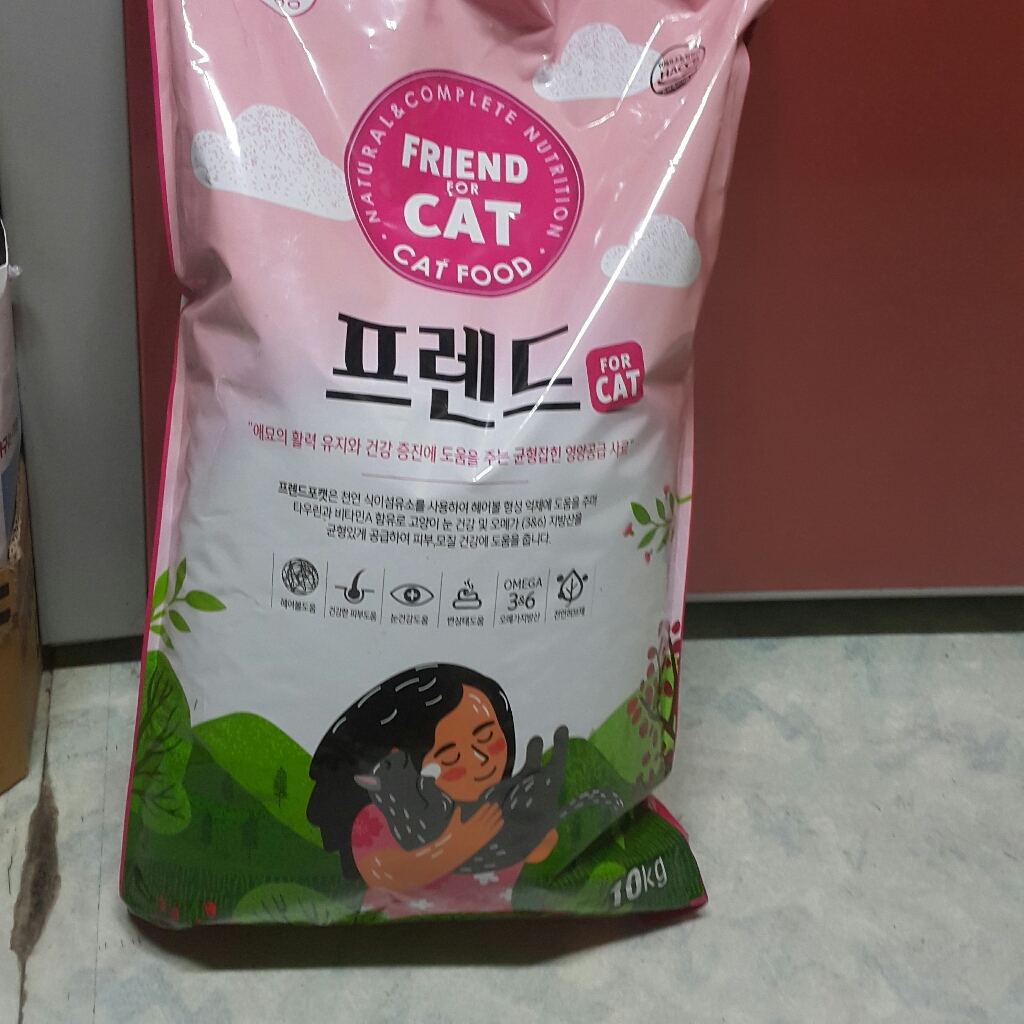 HACCP
NATURAL&COMPLETE NUTRITION
FRIEND
FOR
CAT
CAT FOOD
프렌드
FOR
CAT
"애묘의 활력 유지와 건강 증진에 도움을 주는 균형잡힌 영양공급 사료"
프렌드포캣은 천연 식이섬유소를 사용하여 헤어볼 형성 억제에 도움을 주며
타우린과 비타민A 함유로 고양이 눈 건강 및 오메가 (3&6) 지방산을
균형있게 공급하여 피부,모질 건강에 도움을 줍니다.
헤어볼도움
건강한 피부도움
눈건강도움
변상태도움
OMEGA
3&6
오메가지방산
천연허브제
10kg